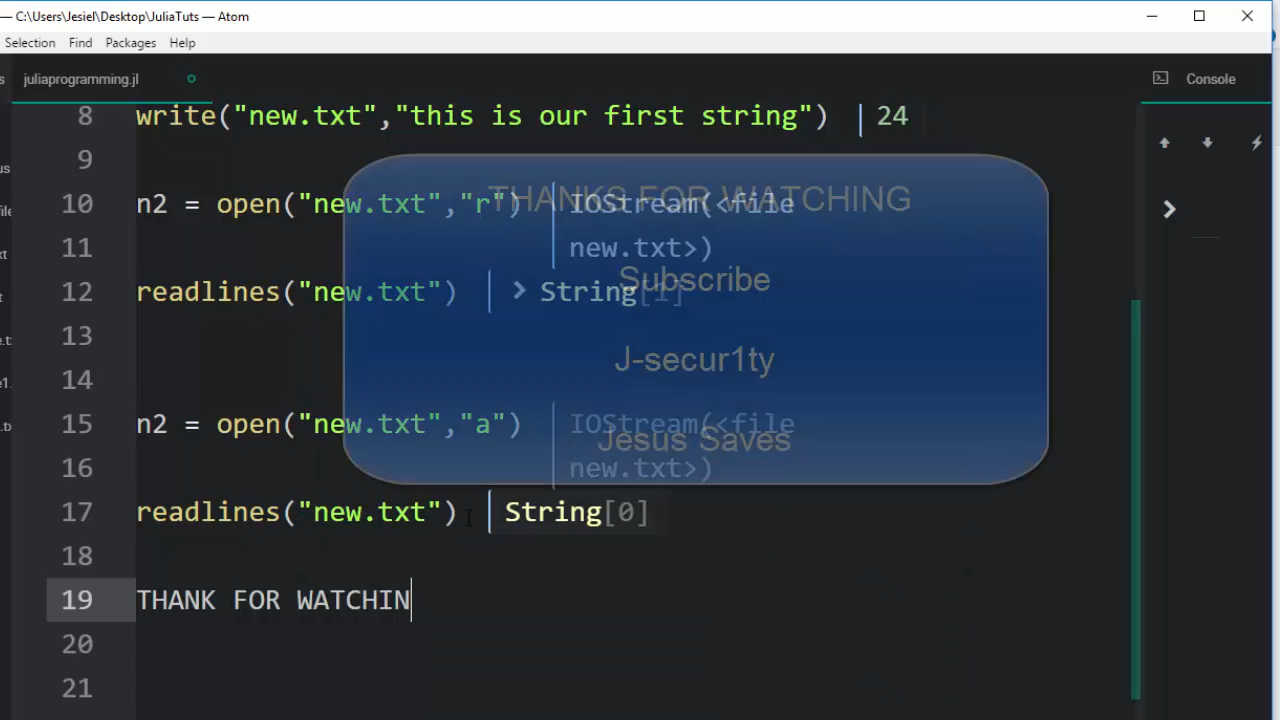 — C:\Users\Jesiel\Desktop\JuliaTuts — Atom
Selection Find Packages Help
juliaprogramming.jl
Console
8 write("new.txt","this is our first string") 24
9
10 n2 = open("new.txt","r") IOStream(<file
11 new.txt>)
12 readlines("new.txt") > String[1]
13
14
15 n2 = open("new.txt","a") IOStream(<file
16 new.txt>)
17 readlines("new.txt") String[0]
18
19 THANK FOR WATCHIN
20
21
THANKS FOR WATCHING
Subscribe
J-secur1ty
Jesus Saves